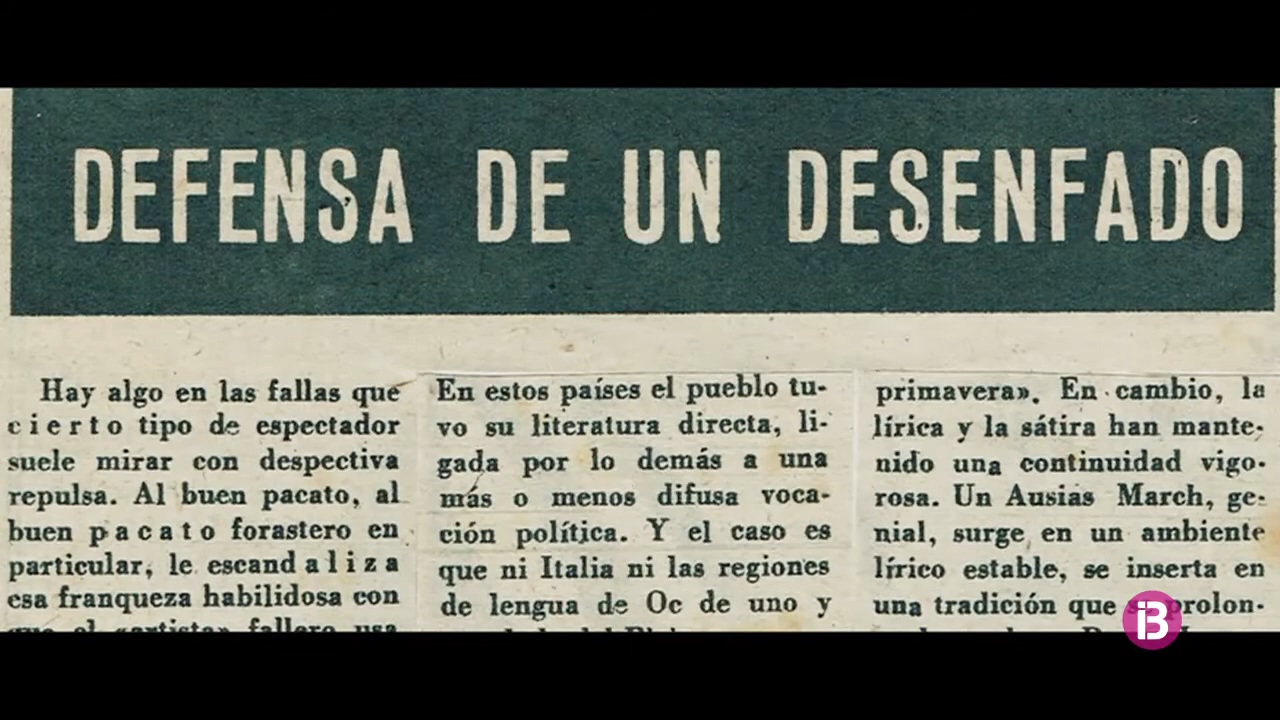 DEFENSA DE UN DESENFADO
Hay algo en las fallas que
cierto tipo de espectador
suele mirar con despectiva
repulsa. Al buen pacato, al
buen pacato forastero en
particular, le escandaliza
esa franqueza habilidosa con
que el «artista» fallero usa
En estos países el pueblo tu-
vo su literatura directa, li-
gada por lo demás a una
más o menos difusa voca-
ción política. Y el caso es
que ni Italia ni las regiones
de lengua de Oc de uno y
primavera». En cambio, la
lírica y la sátira han mante-
nido una continuidad vigo-
rosa. Un Ausias March, ge-
nial, surge en un ambiente
lírico estable, se inserta en
una tradición que se prolon-
iB